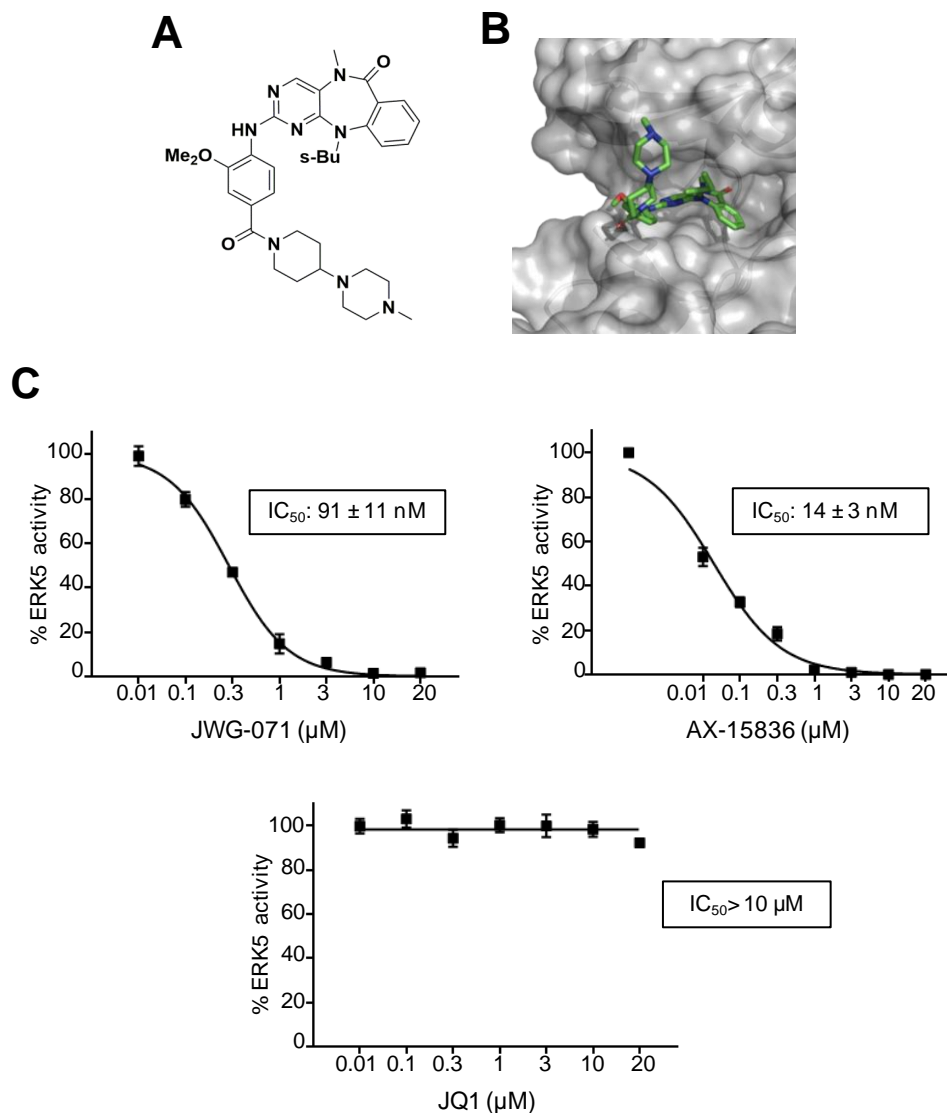 A
B
N
O
N
N
N
HN
s-Bu
Me2O
O
N
N
N
C
% ERK5 activity
100
80
60
40
20
0
IC50: 91 ± 11 nM
0.01 0.1 0.3 1 3 10 20
JWG-071 (µM)
% ERK5 activity
100
80
60
40
20
0
IC50: 14 ± 3 nM
0.01 0.1 0.3 1 3 10 20
AX-15836 (µM)
% ERK5 activity
100
80
60
40
20
0
IC50> 10 µM
0.01 0.1 0.3 1 3 10 20
JQ1 (µM)